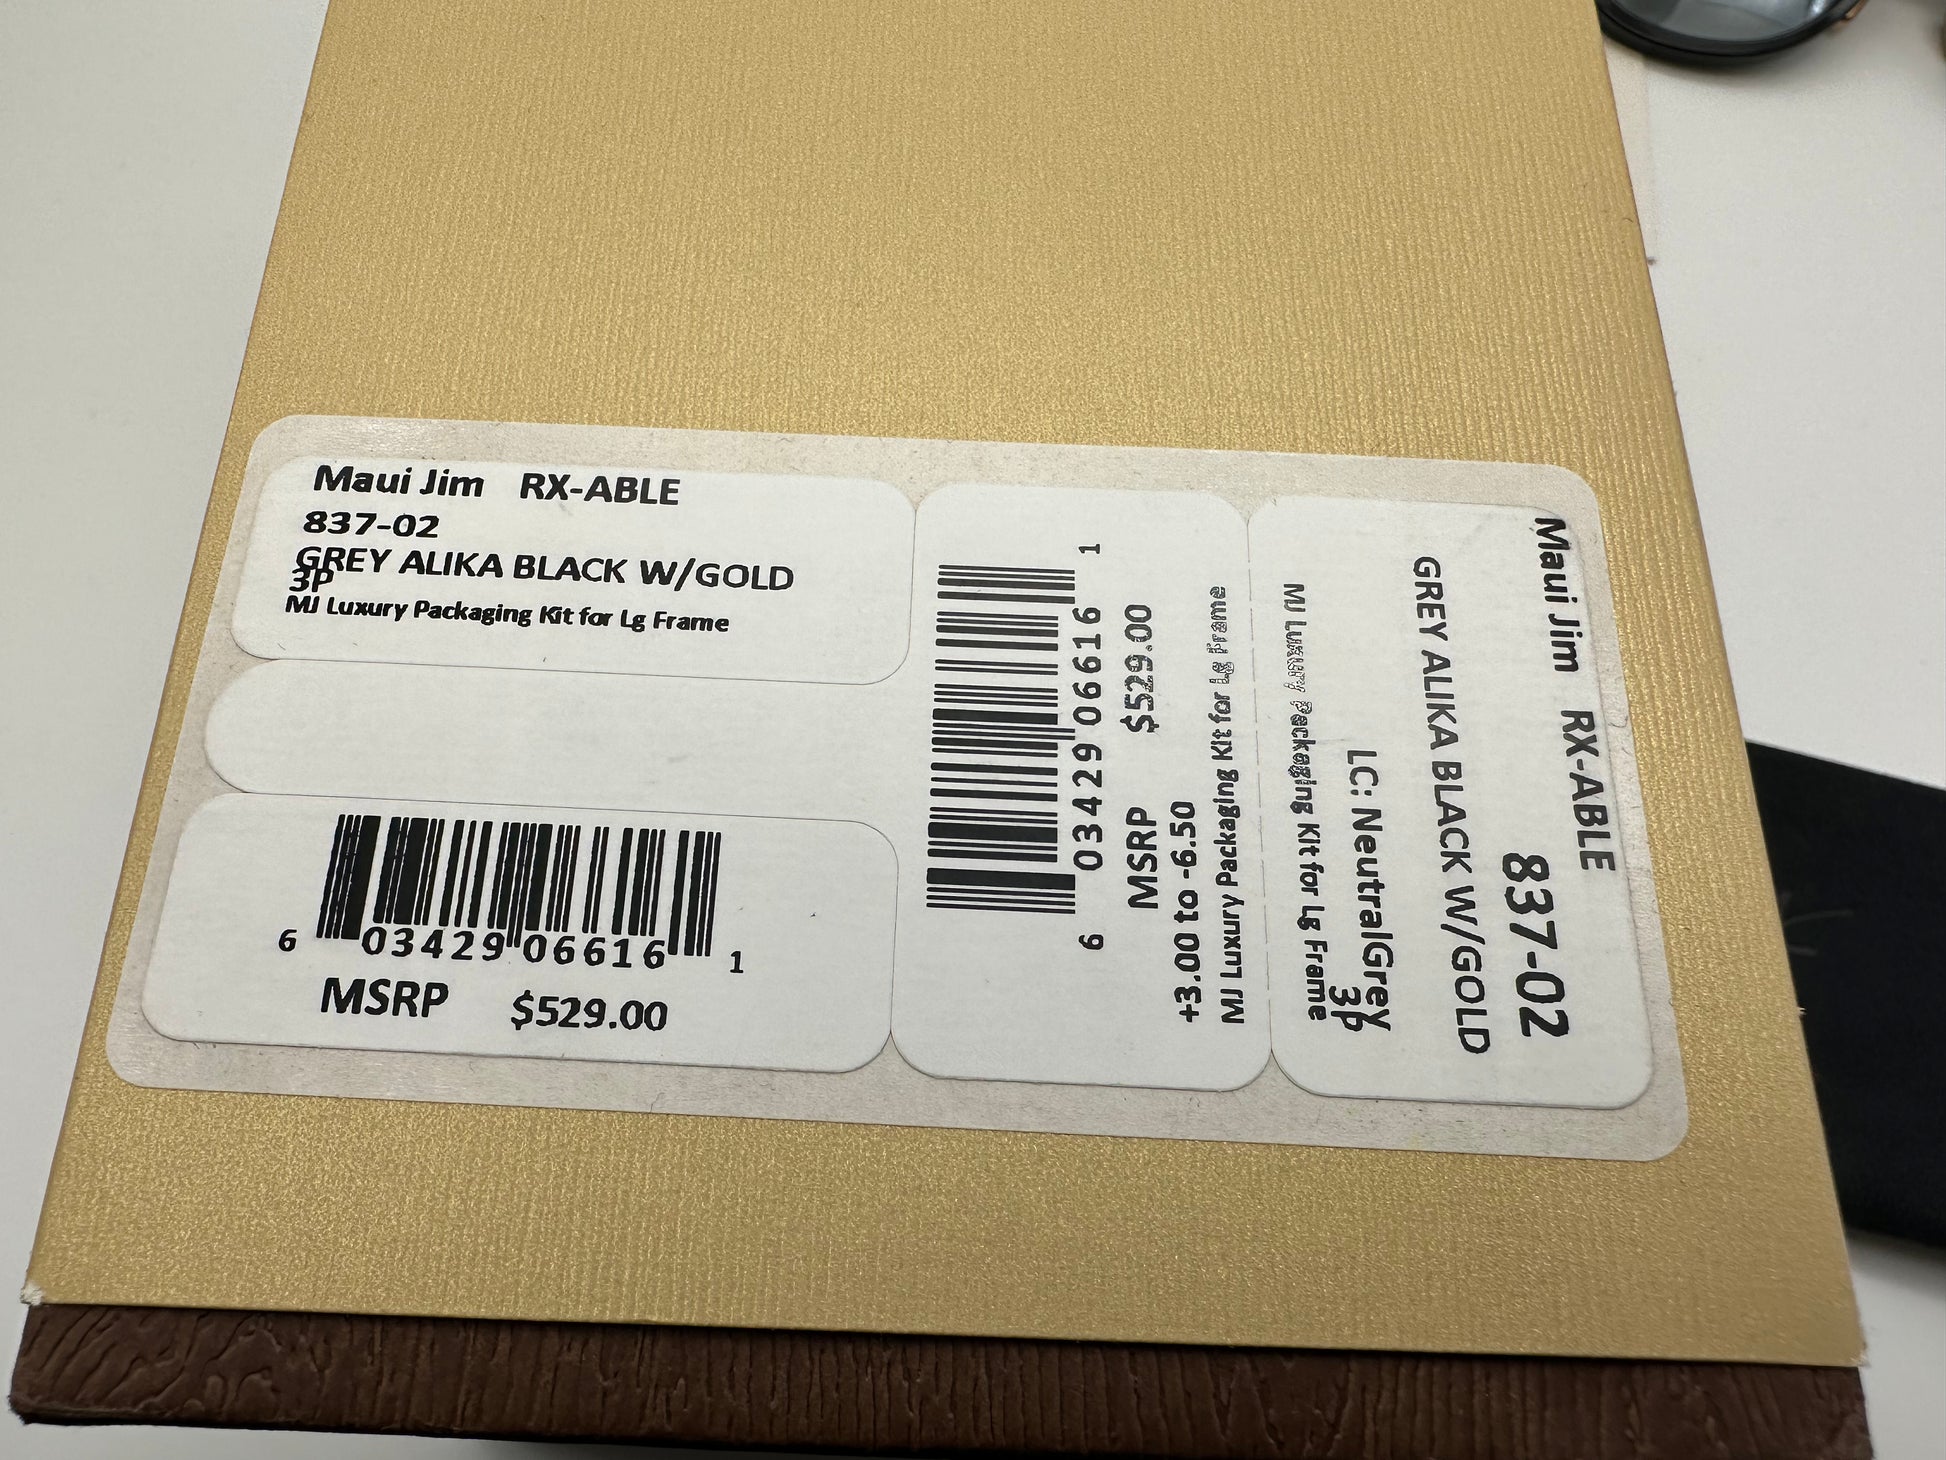 Maui Jim RX-ABLE
837-02
GREY ALIKA BLACK W/GOLD
3P
MJ Luxury Packaging Kit for Lg Frame
6 03429 06616 1
MSRP $529.00
6 03429 06616 1
MSRP $529.00
+3.00 to -6.50
MJ Luxury Packaging Kit for Lg Frame
Maui Jim RX-ABLE
837-02
GREY ALIKA BLACK W/GOLD
LC: NeutralGrey
3P
MJ Luxury Packaging Kit for Lg Frame